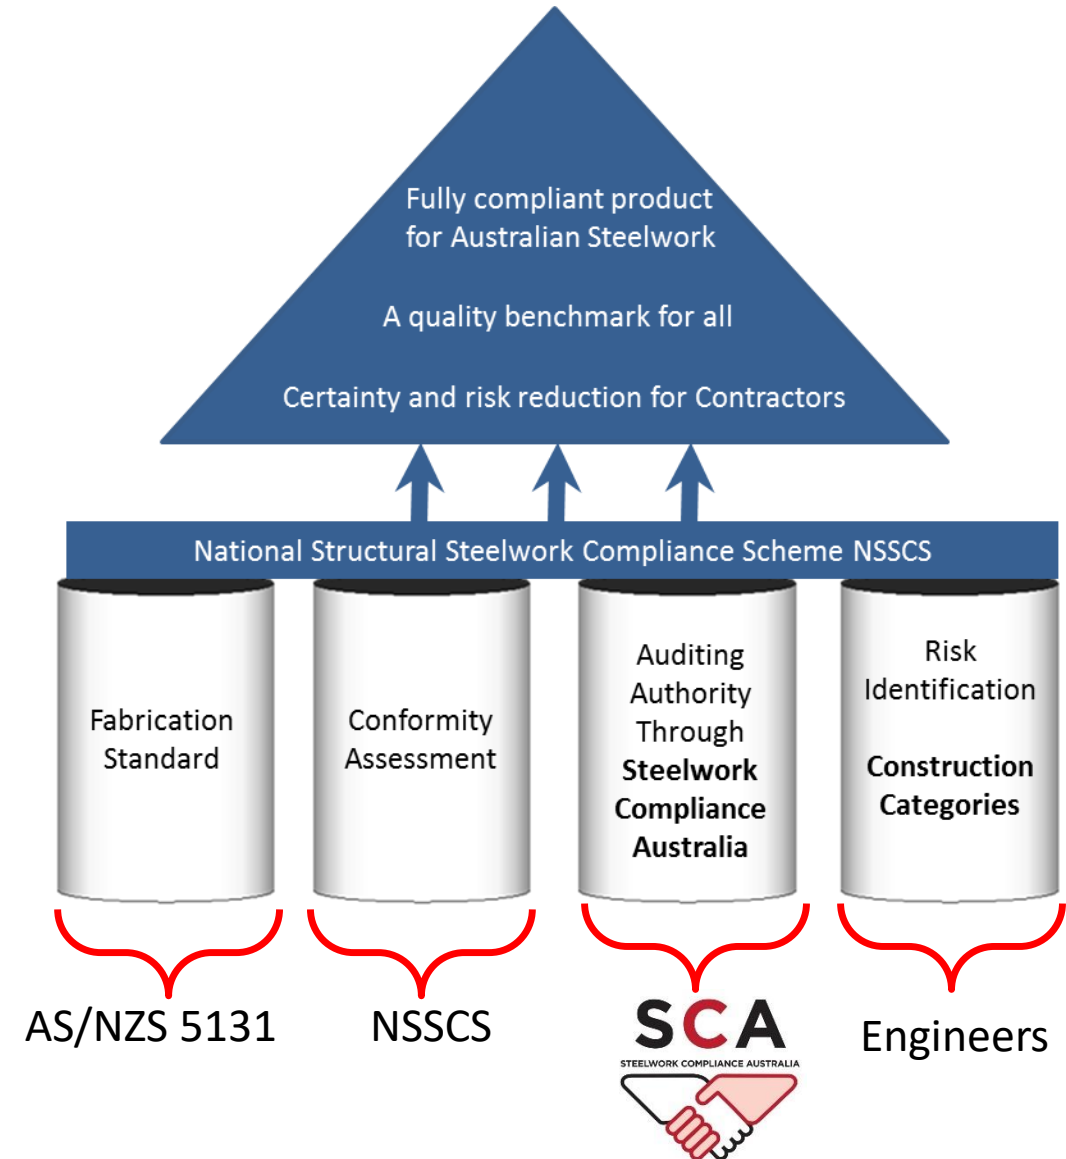 Fully compliant product
for Australian Steelwork
A quality benchmark for all
Certainty and risk reduction for Contractors
National Structural Steelwork Compliance Scheme NSSCS
Fabrication
Standard
Conformity
Assessment
Auditing
Authority
Through
Steelwork
Compliance
Australia
Risk
Identification
Construction
Categories
AS/NZS 5131
NSSCS
SCA
STEELWORK COMPLIANCE AUSTRALIA
Engineers